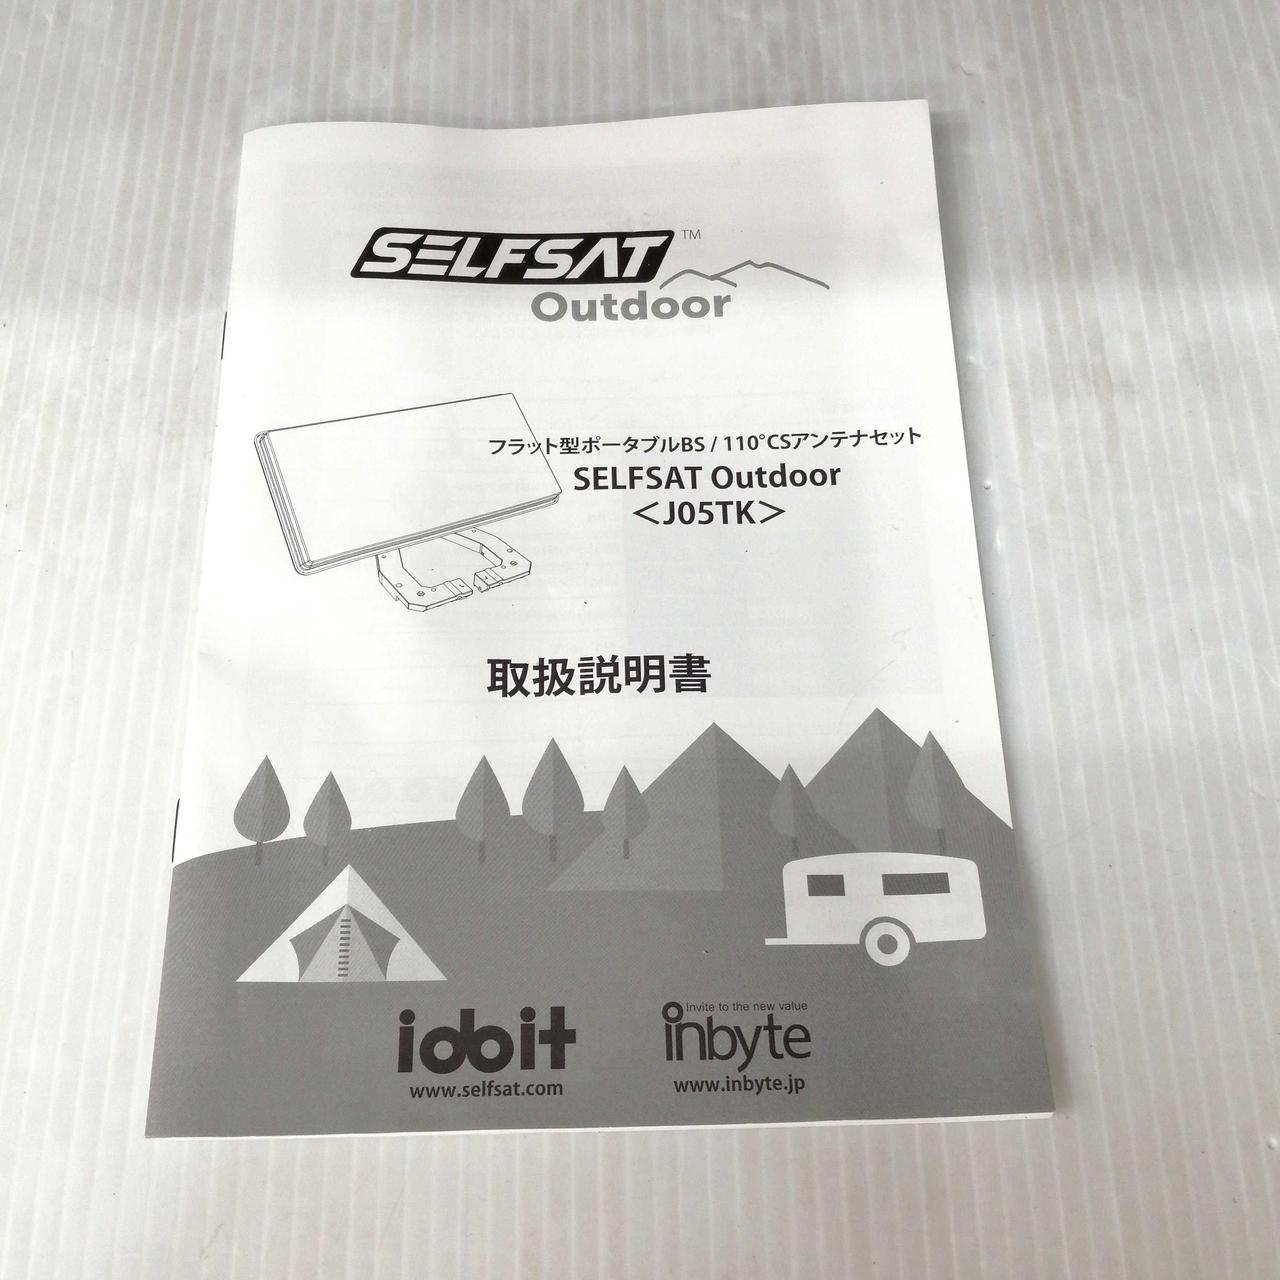 SELFSAT™
Outdoor
フラット型ポータブルBS / 110°CSアンテナセット
SELFSAT Outdoor
＜J05TK＞
取扱説明書
idbit
www.selfsat.com
Invite to the new value
inbyte
www.inbyte.jp